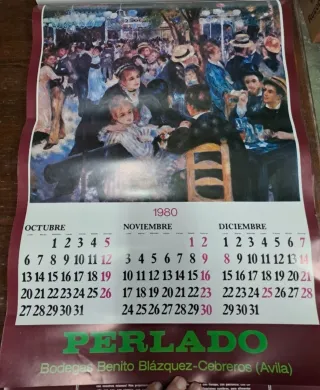 1980
OCTUBRE NOVIEMBRE DICIEMBRE
1 2 3 4 5 1 2 1 2 3 4 5 6 7
6 7 8 9 10 11 12 3 4 5 6 7 8 9 8 9 10 11 12 13 14
13 14 15 16 17 18 19 10 11 12 13 14 15 16 15 16 17 18 19 20 21
20 21 22 23 24 25 26 17 18 19 20 21 22 23 22 23 24 25 26 27 28
27 28 29 30 31 24 25 26 27 28 29 30 29 30 31
PERLADO
Bodegas Benito Blázquez-Cebreros (Avila)